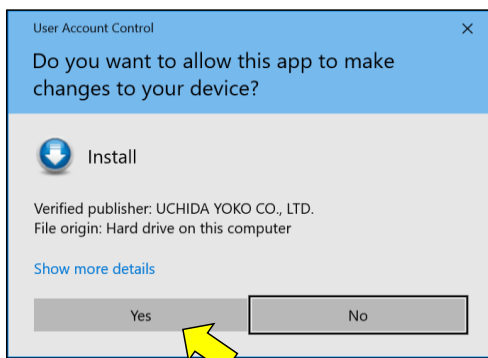 User Account Control
Do you want to allow this app to make
changes to your device?
Install
Verified publisher: UCHIDA YOKO CO., LTD.
File origin: Hard drive on this computer
Show more details
Yes
No